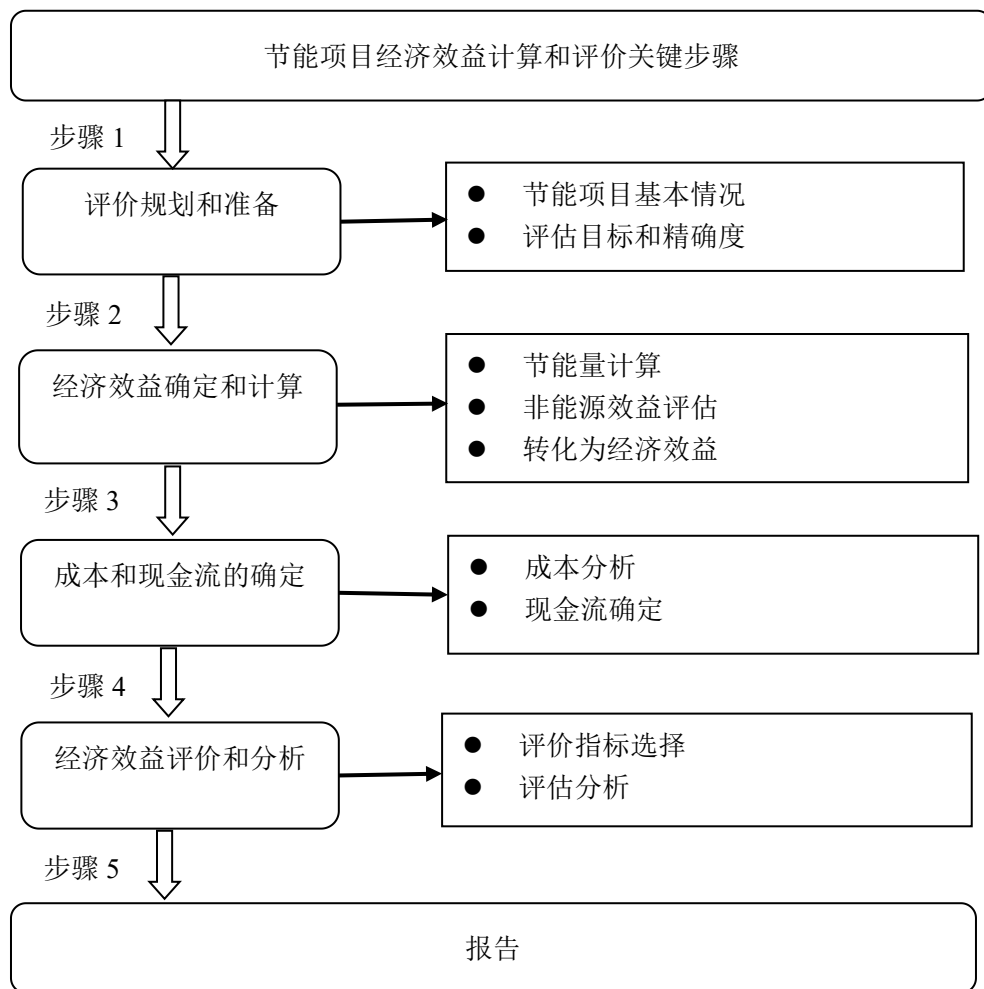 节能项目经济效益计算和评价关键步骤
步骤 1
评价规划和准备
● 节能项目基本情况
● 评估目标和精确度
步骤 2
经济效益确定和计算
● 节能量计算
● 非能源效益评估
● 转化为经济效益
步骤 3
成本和现金流的确定
● 成本分析
● 现金流确定
步骤 4
经济效益评价和分析
● 评价指标选择
● 评估分析
步骤 5
报告